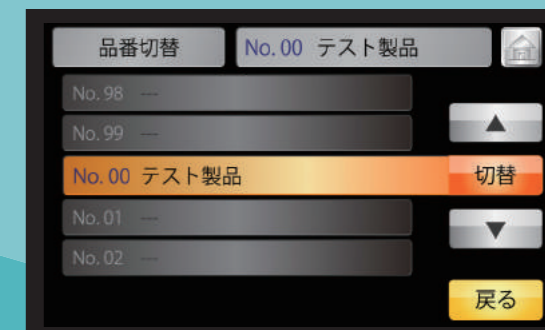 品番切替
No. 00 テスト製品
No. 98 ---
No. 99 ---
▲
No. 00 テスト製品
切替
No. 01 ---
▼
No. 02 ---
戻る